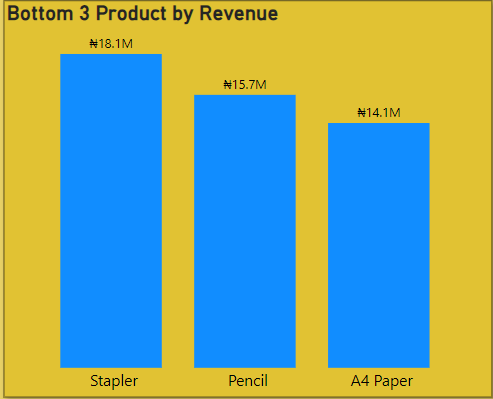 Bottom 3 Product by Revenue
₦18.1M
₦15.7M
₦14.1M
Stapler
Pencil
A4 Paper